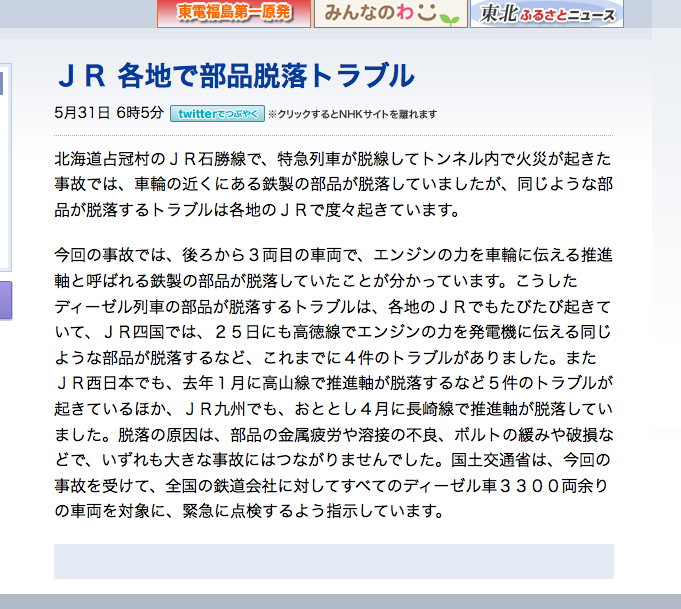 東電福島第一原発 みんなのわ 東北ふるさとニュース
ＪＲ 各地で部品脱落トラブル
5月31日 6時5分 twitterでつぶやく ※クリックするとNHKサイトを離れます
北海道占冠村のＪＲ石勝線で、特急列車が脱線してトンネル内で火災が起きた
事故では、車輪の近くにある鉄製の部品が脱落していましたが、同じような部
品が脱落するトラブルは各地のＪＲで度々起きています。
今回の事故では、後ろから３両目の車両で、エンジンの力を車輪に伝える推進
軸と呼ばれる鉄製の部品が脱落していたことが分かっています。こうした
ディーゼル列車の部品が脱落するトラブルは、各地のＪＲでもたびたび起きて
いて、ＪＲ四国では、２５日にも高徳線でエンジンの力を発電機に伝える同じ
ような部品が脱落するなど、これまでに４件のトラブルがありました。また
ＪＲ西日本でも、去年１月に高山線で推進軸が脱落するなど５件のトラブルが
起きているほか、ＪＲ九州でも、おととし４月に長崎線で推進軸が脱落してい
ました。脱落の原因は、部品の金属疲労や溶接の不良、ボルトの緩みや破損な
どで、いずれも大きな事故にはつながりませんでした。国土交通省は、今回の
事故を受けて、全国の鉄道会社に対してすべてのディーゼル車３３００両余り
の車両を対象に、緊急に点検するよう指示しています。